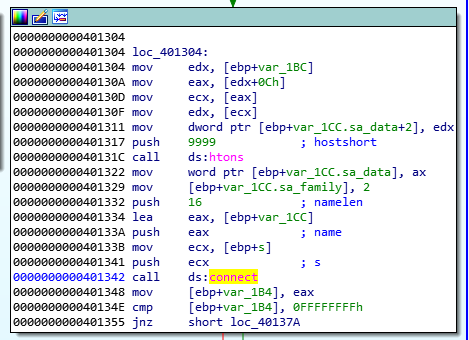 0000000000401304
0000000000401304 loc_401304:
0000000000401304 mov     edx, [ebp+var_1BC]
000000000040130A mov     eax, [edx+0Ch]
000000000040130D mov     ecx, [eax]
000000000040130F mov     edx, [ecx]
0000000000401311 mov     dword ptr [ebp+var_1CC.sa_data+2], edx
0000000000401317 push    9999            ; hostshort
000000000040131C call    ds:htons
0000000000401322 mov     word ptr [ebp+var_1CC.sa_data], ax
0000000000401329 mov     [ebp+var_1CC.sa_family], 2
0000000000401332 push    16              ; namelen
0000000000401334 lea     eax, [ebp+var_1CC]
000000000040133A push    eax             ; name
000000000040133B mov     ecx, [ebp+s]
0000000000401341 push    ecx             ; s
0000000000401342 call    ds:connect
0000000000401348 mov     [ebp+var_1B4], eax
000000000040134E cmp     [ebp+var_1B4], 0FFFFFFFFh
0000000000401355 jnz     short loc_40137A